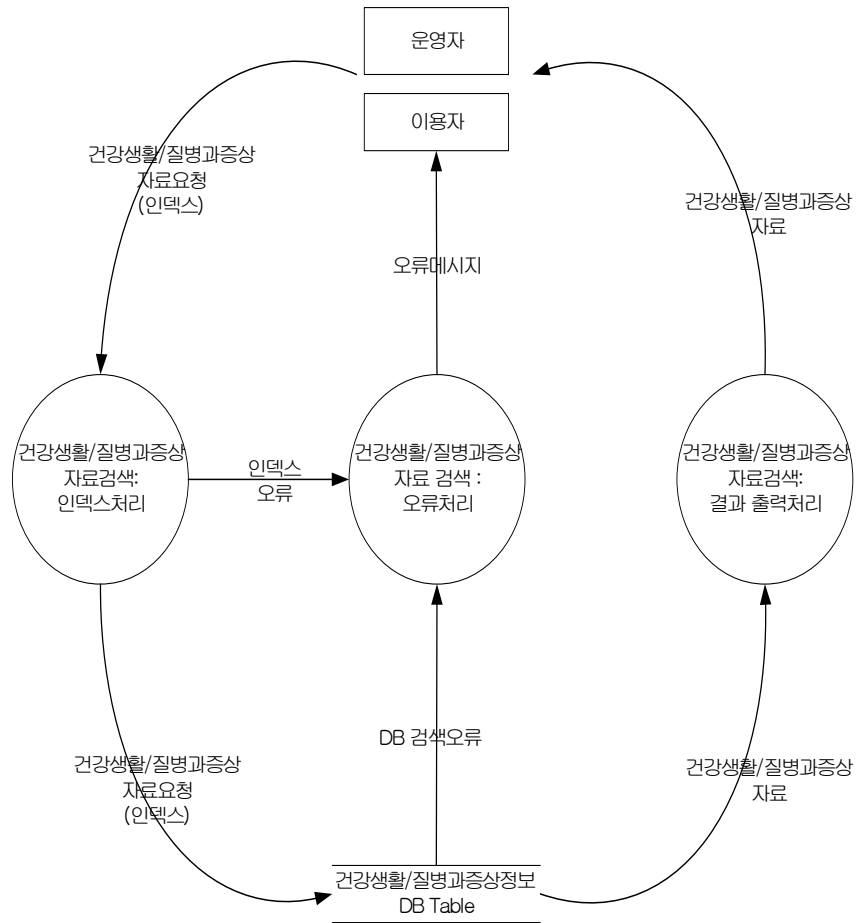 운영자
이용자
건강생활/질병과증상
자료요청
(인덱스)
건강생활/질병과증상
자료
오류메시지
건강생활/질병과증상
자료검색:
인덱스처리
인덱스
오류
건강생활/질병과증상
자료 검색 :
오류처리
건강생활/질병과증상
자료검색:
결과 출력처리
DB 검색오류
건강생활/질병과증상
자료요청
(인덱스)
건강생활/질병과증상
자료
건강생활/질병과증상정보
DB Table